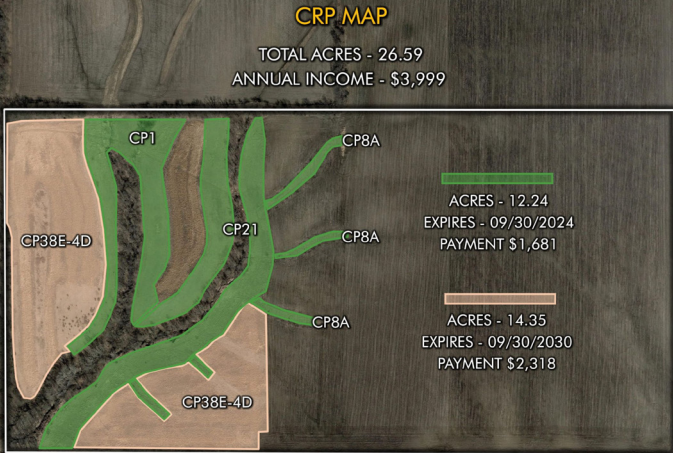 CRP MAP
TOTAL ACRES - 26.59
ANNUAL INCOME - $3,999
CP1
CP8A
ACRES - 12.24
EXPIRES - 09/30/2024
PAYMENT $1,681
CP21
CP8A
CP38E-4D
CP8A
ACRES - 14.35
EXPIRES - 09/30/2030
PAYMENT $2,318
CP38E-4D